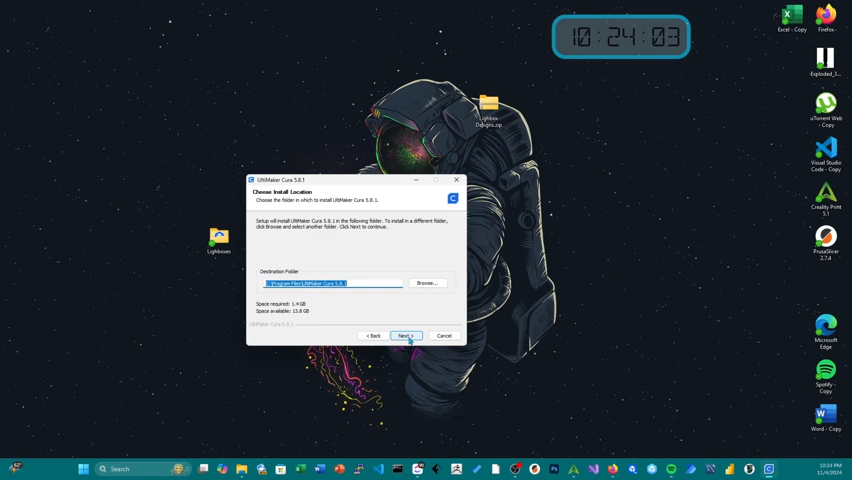 10:24:03
Excel - Copy
Firefox -
Exploded_3...
uTorrent Web
- Copy
Visual Studio
Code - Copy
Creality Print
5.1
PrusaSlicer
2.7.4
Microsoft
Edge
Spotify -
Copy
Word - Copy
Lighbox
Designs.zip
Lighboxes
UltiMaker Cura 5.8.1
Choose Install Location
Choose the folder in which to install UltiMaker Cura 5.8.1.
Setup will install UltiMaker Cura 5.8.1 in the following folder. To install in a different folder,
click Browse and select another folder. Click Next to continue.
Destination Folder
C:\Program Files\UltiMaker Cura 5.8.1
Browse...
Space required: 1.4 GB
Space available: 13.8 GB
UltiMaker Cura 5.8.1
< Back
Next >
Cancel
62°
Search
10:24 PM
11/4/2024